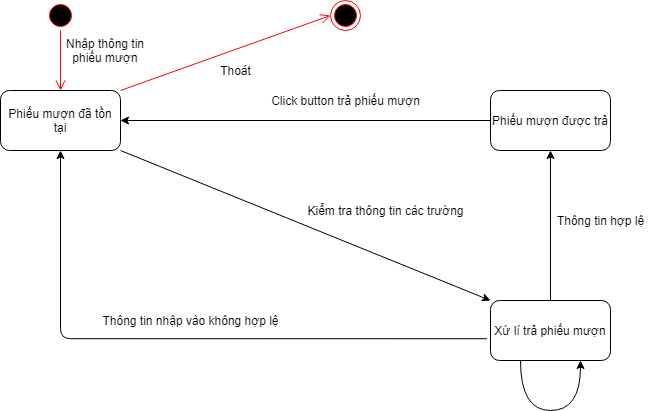 Nhập thông tin
phiếu mượn
Thoát
Phiếu mượn đã tồn
tại
Click button trả phiếu mượn
Phiếu mượn được trả
Kiểm tra thông tin các trường
Thông tin hợp lệ
Thông tin nhập vào không hợp lệ
Xử lí trả phiếu mượn